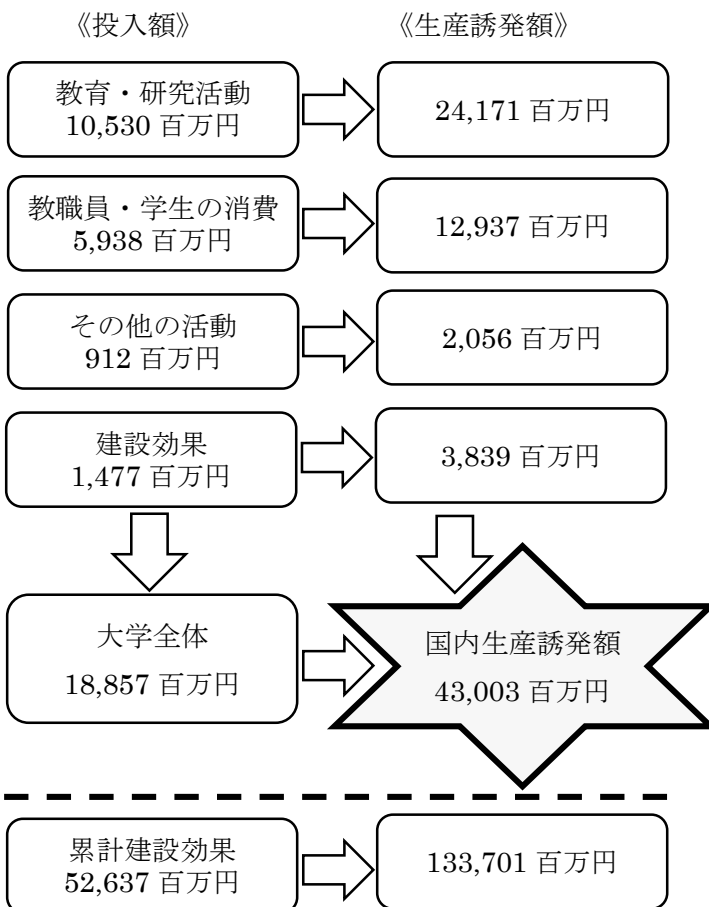 《投入額》
《生産誘発額》
教育・研究活動
10,530 百万円
24,171 百万円
教職員・学生の消費
5,938 百万円
12,937 百万円
その他の活動
912 百万円
2,056 百万円
建設効果
1,477 百万円
3,839 百万円
大学全体
18,857 百万円
国内生産誘発額
43,003 百万円
累計建設効果
52,637 百万円
133,701 百万円